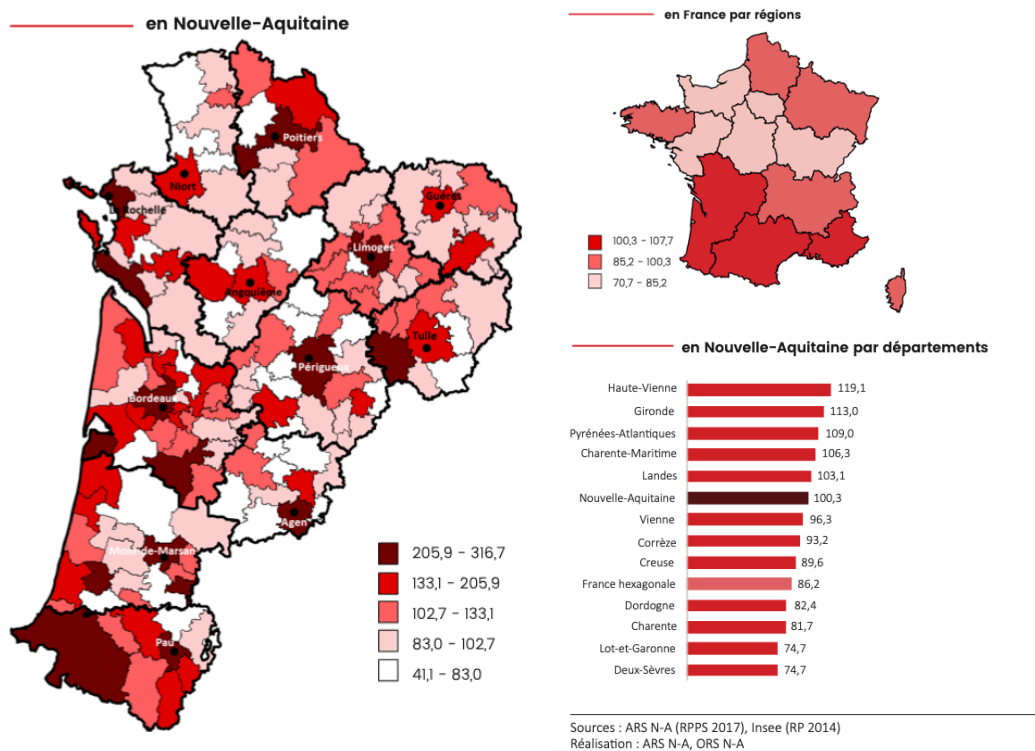 en Nouvelle-Aquitaine
Poitiers
Niort
La Rochelle
Guéret
Limoges
Angoulême
Tulle
Périgueux
Bordeaux
Agen
Mont-de-Marsan
Pau
205,9 - 316,7
133,1 - 205,9
102,7 - 133,1
83,0 - 102,7
41,1 - 83,0
en France par régions
100,3 - 107,7
85,2 - 100,3
70,7 - 85,2
en Nouvelle-Aquitaine par départements
Haute-Vienne 119,1
Gironde 113,0
Pyrénées-Atlantiques 109,0
Charente-Maritime 106,3
Landes 103,1
Nouvelle-Aquitaine 100,3
Vienne 96,3
Corrèze 93,2
Creuse 89,6
France hexagonale 86,2
Dordogne 82,4
Charente 81,7
Lot-et-Garonne 74,7
Deux-Sèvres 74,7
Sources : ARS N-A (RPPS 2017), Insee (RP 2014)
Réalisation : ARS N-A, ORS N-A